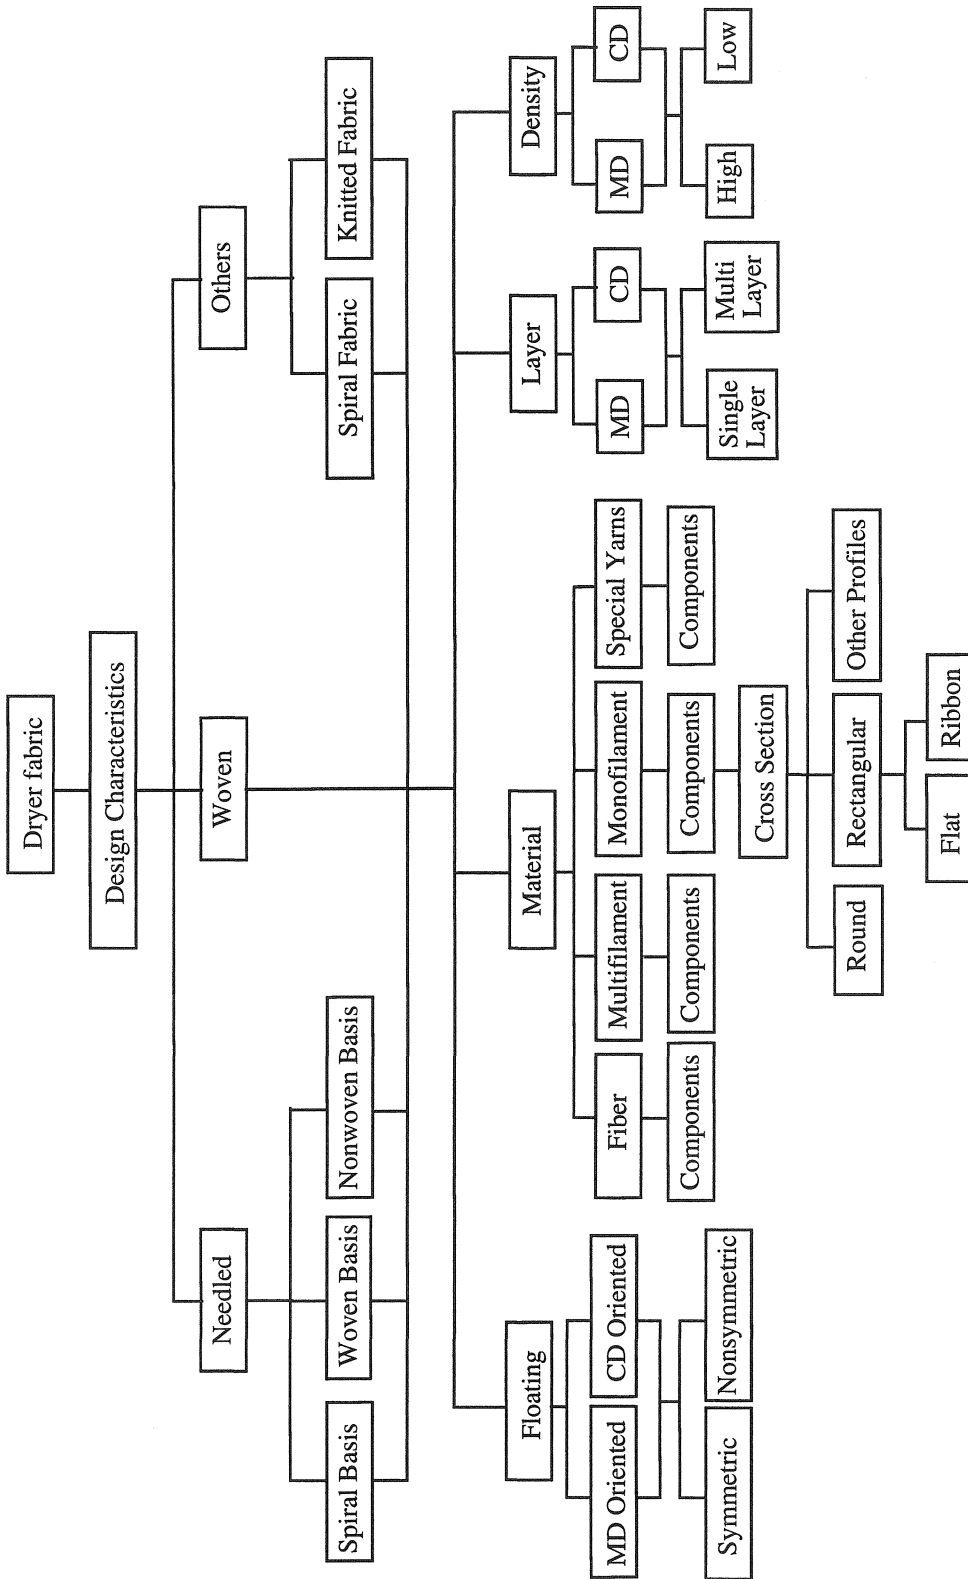 Dryer fabric
Design Characteristics
Needled
Woven
Others
Spiral Basis
Woven Basis
Nonwoven Basis
Spiral Fabric
Knitted Fabric
Floating
Material
Layer
Density
MD Oriented
CD Oriented
Fiber
Multifilament
Monofilament
Special Yarns
MD
CD
MD
CD
Components
Components
Components
Components
Symmetric
Nonsymmetric
Single
Layer
Multi
Layer
High
Low
Cross Section
Round
Rectangular
Other Profiles
Flat
Ribbon